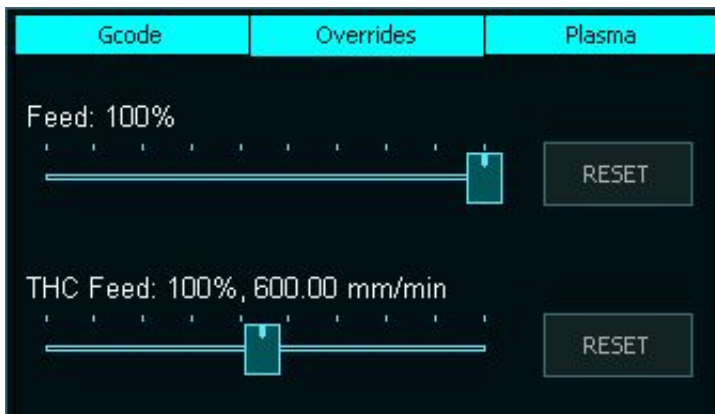 Gcode Overrides Plasma
Feed: 100%
RESET
THC Feed: 100%, 600.00 mm/min
RESET